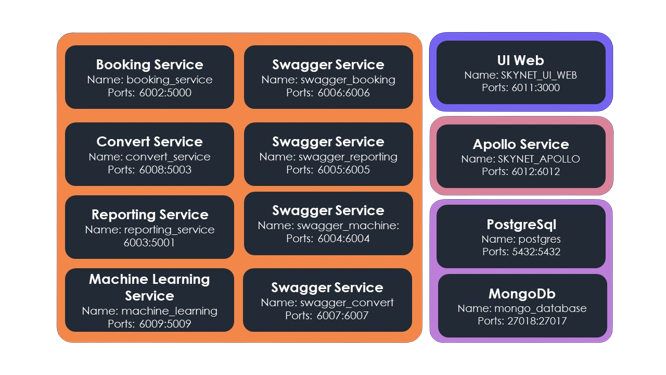 Booking Service
Name: booking_service
Ports: 6002:5000
Swagger Service
Name: swagger_booking
Ports: 6006:6006
Convert Service
Name: convert_service
Ports: 6008:5003
Swagger Service
Name: swagger_reporting
Ports: 6005:6005
Reporting Service
Name: reporting_service
6003:5001
Swagger Service
Name: swagger_machine:
Ports: 6004:6004
Machine Learning
Service
Name: machine_learning
Ports: 6009:5009
Swagger Service
Name: swagger_convert
Ports: 6007:6007
UI Web
Name: SKYNET_UI_WEB
Ports: 6011:3000
Apollo Service
Name: SKYNET_APOLLO
Ports: 6012:6012
PostgreSql
Name: postgres
Ports: 5432:5432
MongoDb
Name: mongo_database
Ports: 27018:27017